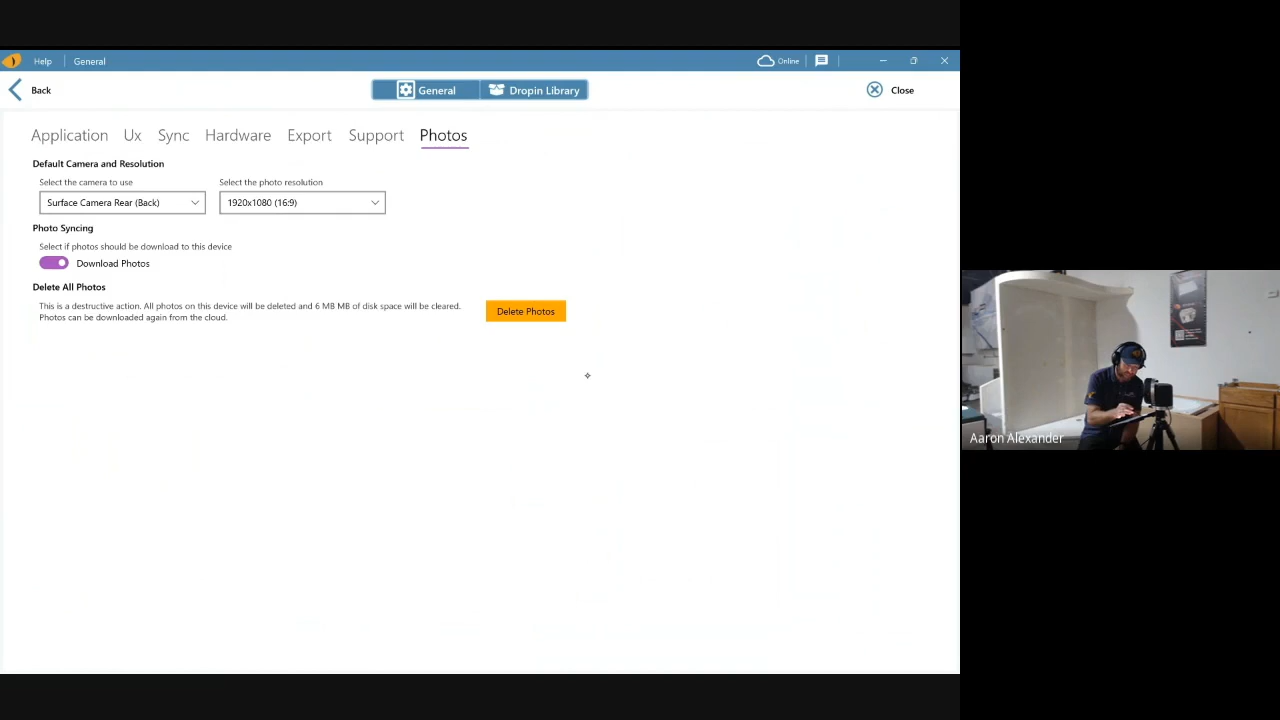 Help
General
Online
Back
General
Dropin Library
Close
Application
Ux
Sync
Hardware
Export
Support
Photos
Default Camera and Resolution
Select the camera to use
Select the photo resolution
Surface Camera Rear (Back)
1920x1080 (16:9)
Photo Syncing
Select if photos should be download to this device
Download Photos
Delete All Photos
This is a destructive action. All photos on this device will be deleted and 6 MB MB of disk space will be cleared.
Photos can be downloaded again from the cloud.
Delete Photos
Aaron Alexander